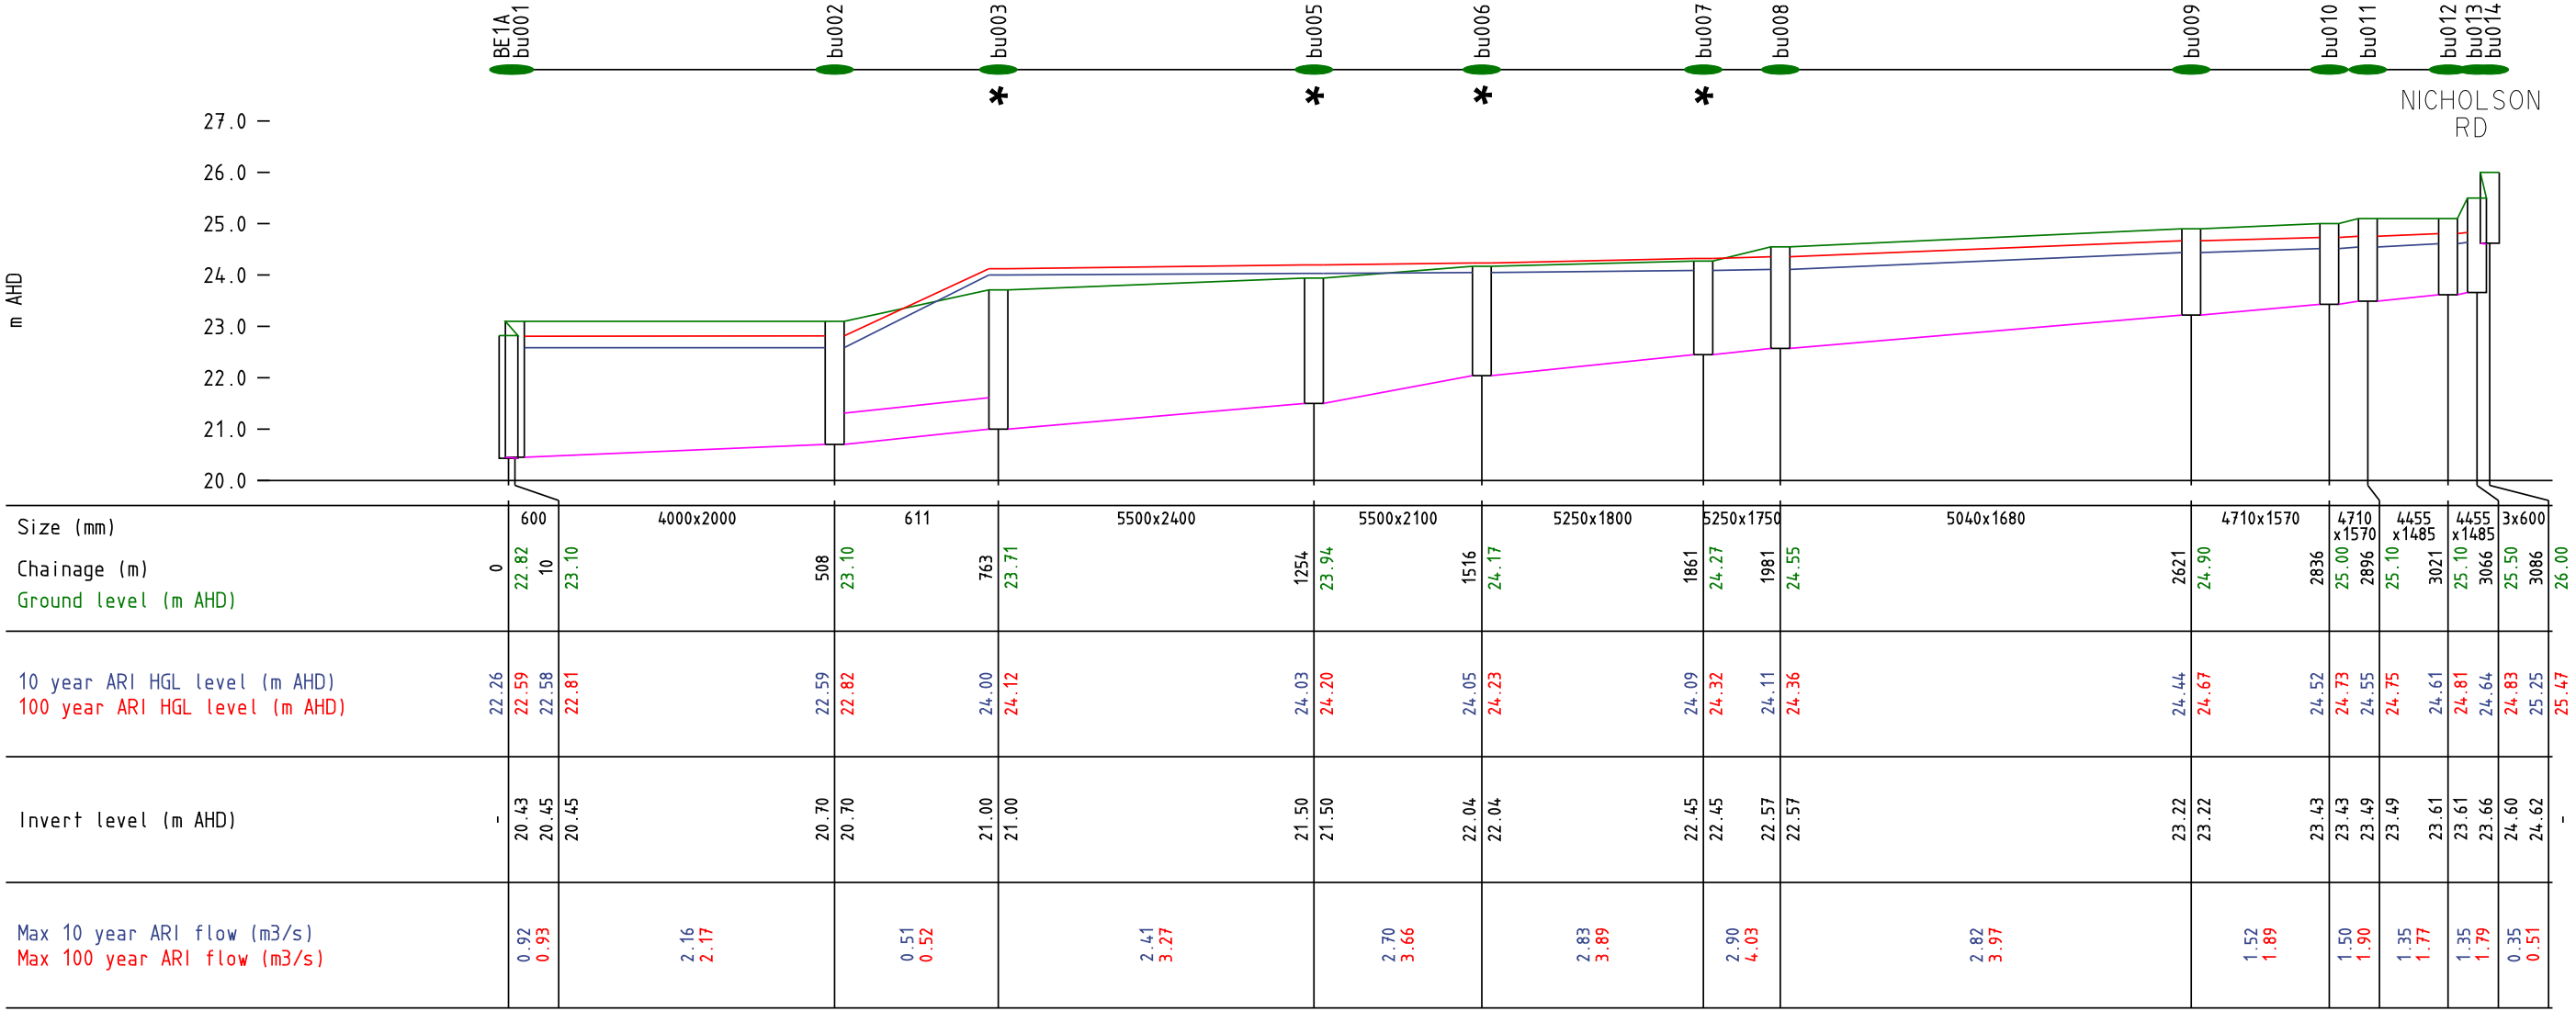 BE1A
bu001
bu002
bu003
bu005
bu006
bu007
bu008
bu009
bu010
bu011
bu012
bu013
bu014
* * * *
NICHOLSON
RD
m AHD
27.0
26.0
25.0
24.0
23.0
22.0
21.0
20.0
Size (mm)
600 4000x2000 611 5500x2400 5500x2100 5250x1800 5250x1750 5040x1680 4710x1570 4710 4455 4455 3x600
x1570 x1485 x1485
Chainage (m)
0 10 508 763 1254 1516 1861 1981 2621 2836 2896 3021 3066 3086
Ground level (m AHD)
22.82 23.10 23.10 23.71 23.94 24.17 24.27 24.55 24.90 25.00 25.10 25.10 25.50 26.00
10 year ARI HGL level (m AHD)
22.26 22.58 22.59 24.00 24.03 24.05 24.09 24.11 24.44 24.52 24.55 24.61 24.64 25.25
100 year ARI HGL level (m AHD)
22.59 22.81 22.82 24.12 24.20 24.23 24.32 24.36 24.67 24.73 24.75 24.81 24.83 25.47
Invert level (m AHD)
- 20.43 20.45 20.45 20.70 20.70 21.00 21.00 21.50 21.50 22.04 22.04 22.45 22.45 22.57 22.57 23.22 23.22 23.43 23.43 23.49 23.49 23.61 23.61 23.66 24.60 24.62 -
Max 10 year ARI flow (m3/s)
0.92 2.16 0.51 2.41 2.70 2.83 2.90 2.82 1.52 1.50 1.35 1.35 0.35
Max 100 year ARI flow (m3/s)
0.93 2.17 0.52 3.27 3.66 3.89 4.03 3.97 1.89 1.90 1.77 1.79 0.51